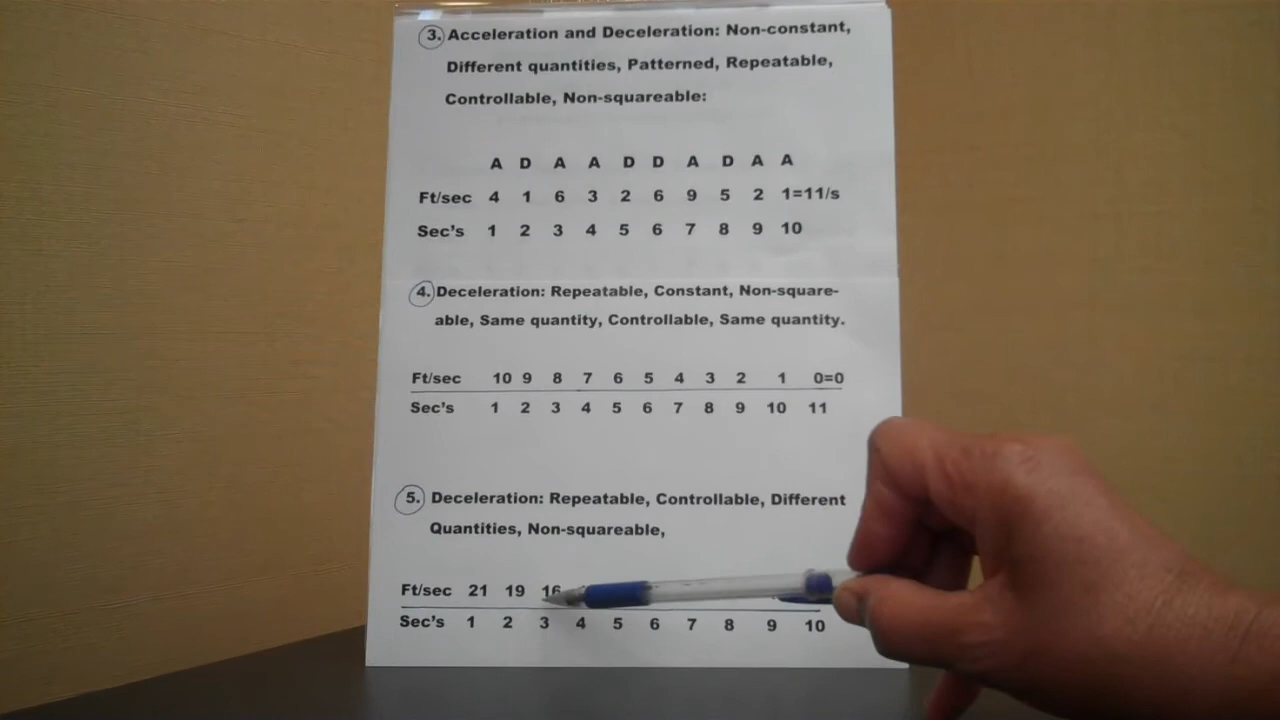 3. Acceleration and Deceleration: Non-constant,
Different quantities, Patterned, Repeatable,
Controllable, Non-squareable:
A D A A D D A D A A
Ft/sec 4 1 6 3 2 6 9 5 2 1=11/s
Sec's 1 2 3 4 5 6 7 8 9 10
4. Deceleration: Repeatable, Constant, Non-square-
able, Same quantity, Controllable, Same quantity.
Ft/sec 10 9 8 7 6 5 4 3 2 1 0=0
Sec's 1 2 3 4 5 6 7 8 9 10 11
5. Deceleration: Repeatable, Controllable, Different
Quantities, Non-squareable,
Ft/sec 21 19 16
Sec's 1 2 3 4 5 6 7 8 9 10